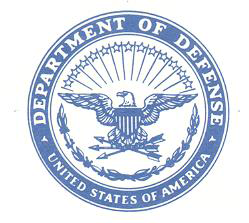 DEPARTMENT OF DEFENSE
UNITED STATES OF AMERICA